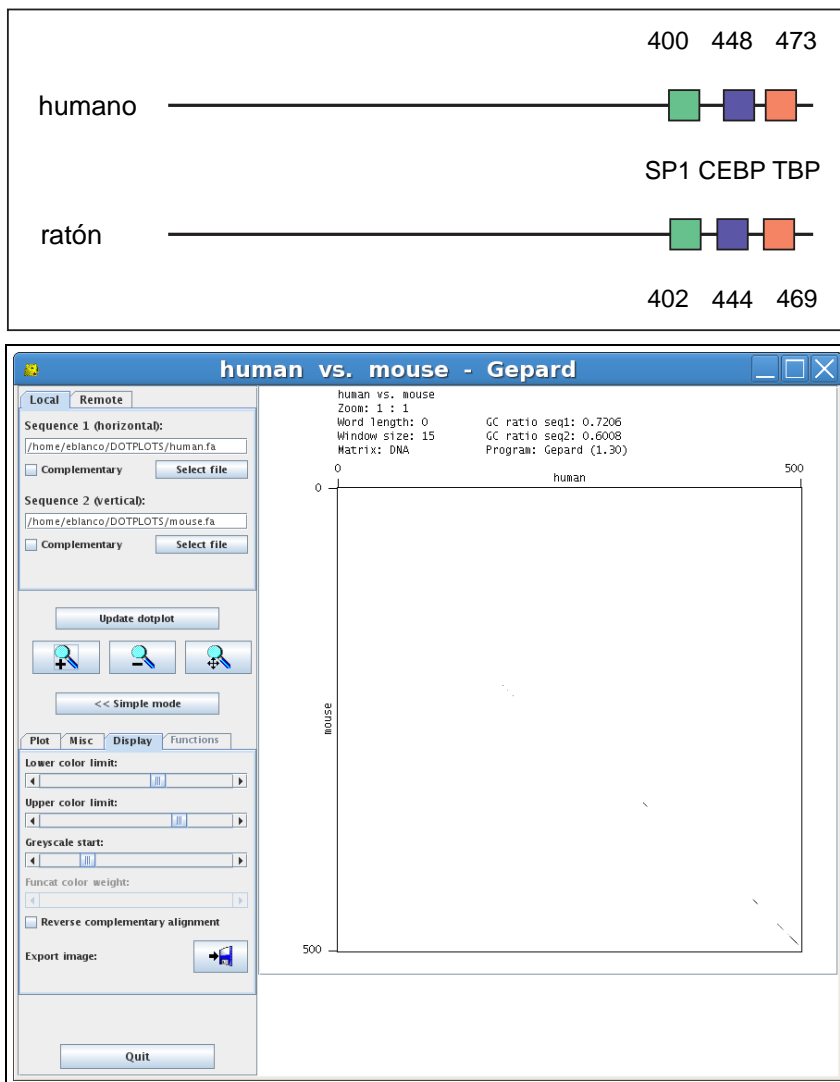 400 448 473
humano
SP1 CEBP TBP
ratón
402 444 469
human vs. mouse - Gepard
Local Remote
Sequence 1 (horizontal):
/home/eblanco/DOTPLOTS/human.fa
Complementary Select file
Sequence 2 (vertical):
/home/eblanco/DOTPLOTS/mouse.fa
Complementary Select file
Update dotplot
<< Simple mode
Plot Misc Display Functions
Lower color limit:
Upper color limit:
Greyscale start:
Funcat color weight:
Reverse complementary alignment
Export image:
Quit
human vs. mouse
Zoom: 1 : 1
Word length: 0 GC ratio seq1: 0.7206
Window size: 15 GC ratio seq2: 0.6008
Matrix: DNA Program: Gepard (1.30)
0 500
human
0
mouse
500